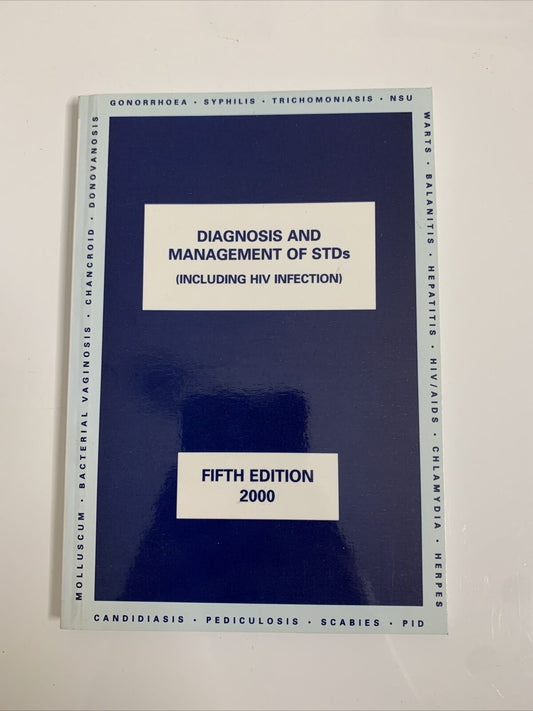 GONORRHOEA • SYPHILIS • TRICHOMONIASIS • NSU
WARTS • BALANITIS • HEPATITIS • HIV/AIDS • CHLAMYDIA • HERPES
DIAGNOSIS AND
MANAGEMENT OF STDs
(INCLUDING HIV INFECTION)
FIFTH EDITION
2000
MOLLUSCUM • BACTERIAL VAGINOSIS • CHANCROID • DONOVANOSIS
CANDIDIASIS • PEDICULOSIS • SCABIES • PID